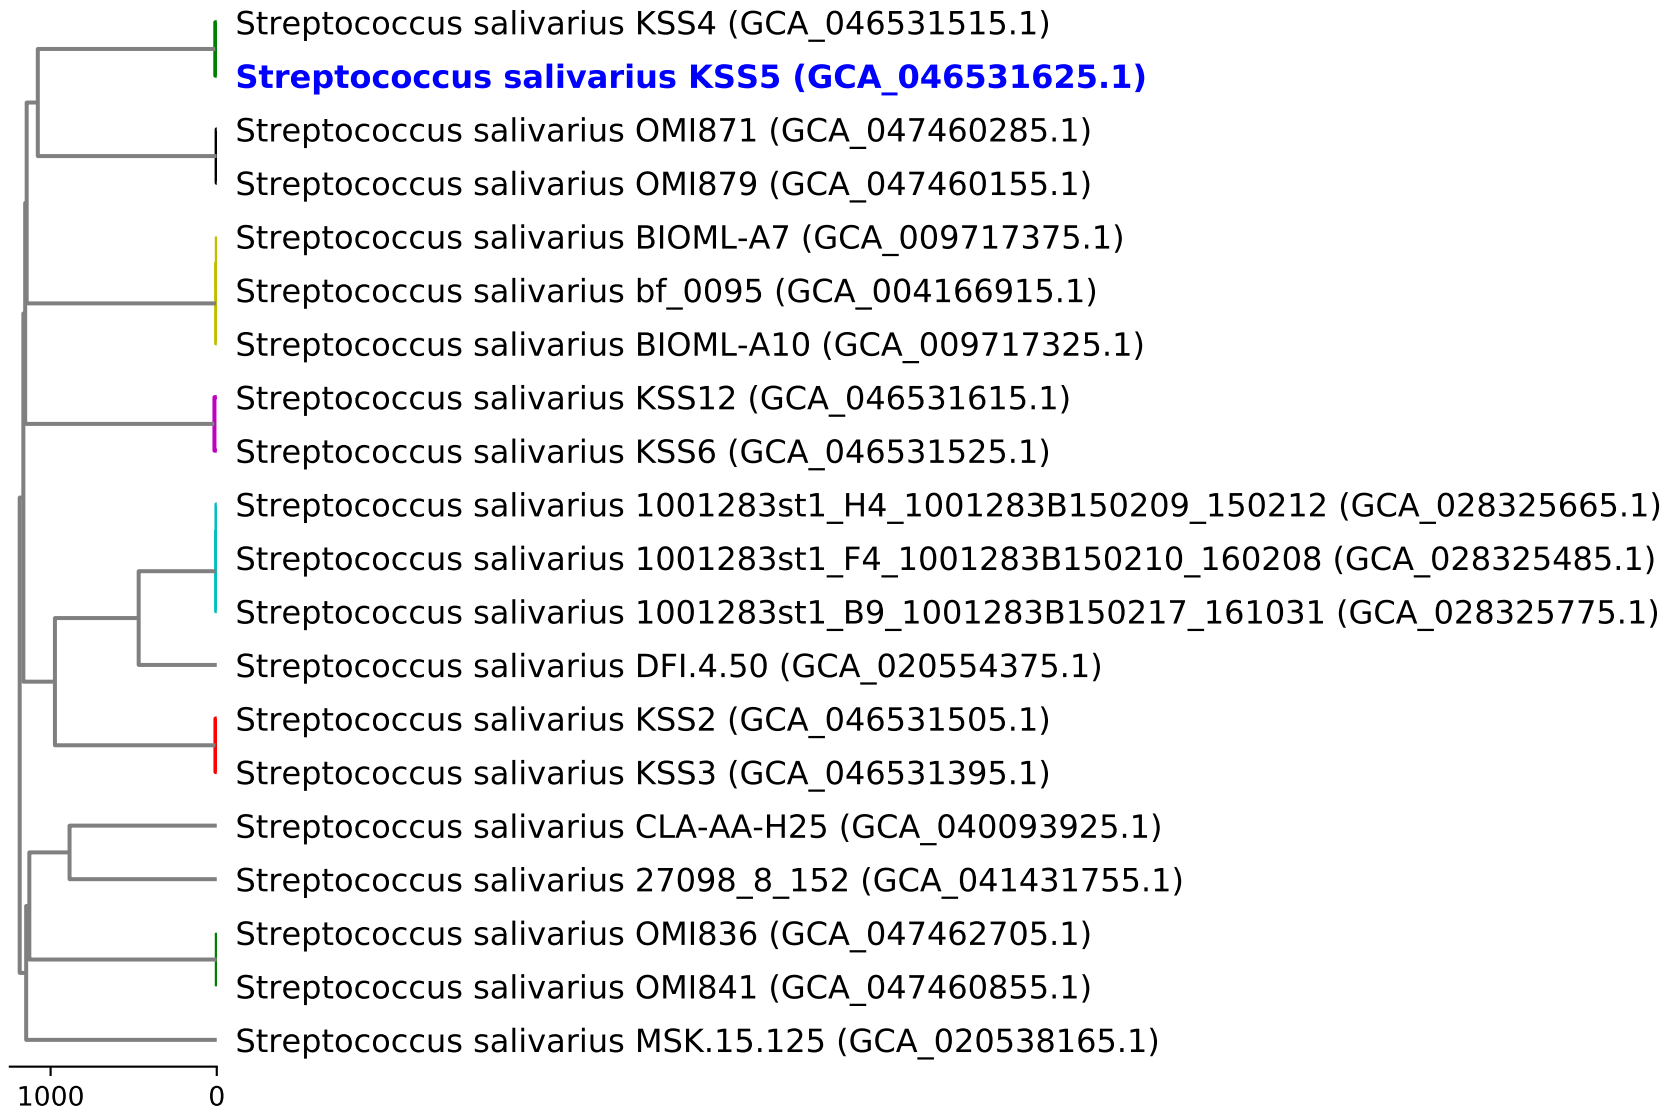 Streptococcus salivarius KSS4 (GCA_046531515.1)
Streptococcus salivarius KSS5 (GCA_046531625.1)
Streptococcus salivarius OMI871 (GCA_047460285.1)
Streptococcus salivarius OMI879 (GCA_047460155.1)
Streptococcus salivarius BIOML-A7 (GCA_009717375.1)
Streptococcus salivarius bf_0095 (GCA_004166915.1)
Streptococcus salivarius BIOML-A10 (GCA_009717325.1)
Streptococcus salivarius KSS12 (GCA_046531615.1)
Streptococcus salivarius KSS6 (GCA_046531525.1)
Streptococcus salivarius 1001283st1_H4_1001283B150209_150212 (GCA_028325665.1)
Streptococcus salivarius 1001283st1_F4_1001283B150210_160208 (GCA_028325485.1)
Streptococcus salivarius 1001283st1_B9_1001283B150217_161031 (GCA_028325775.1)
Streptococcus salivarius DFI.4.50 (GCA_020554375.1)
Streptococcus salivarius KSS2 (GCA_046531505.1)
Streptococcus salivarius KSS3 (GCA_046531395.1)
Streptococcus salivarius CLA-AA-H25 (GCA_040093925.1)
Streptococcus salivarius 27098_8_152 (GCA_041431755.1)
Streptococcus salivarius OMI836 (GCA_047462705.1)
Streptococcus salivarius OMI841 (GCA_047460855.1)
Streptococcus salivarius MSK.15.125 (GCA_020538165.1)
1000 0